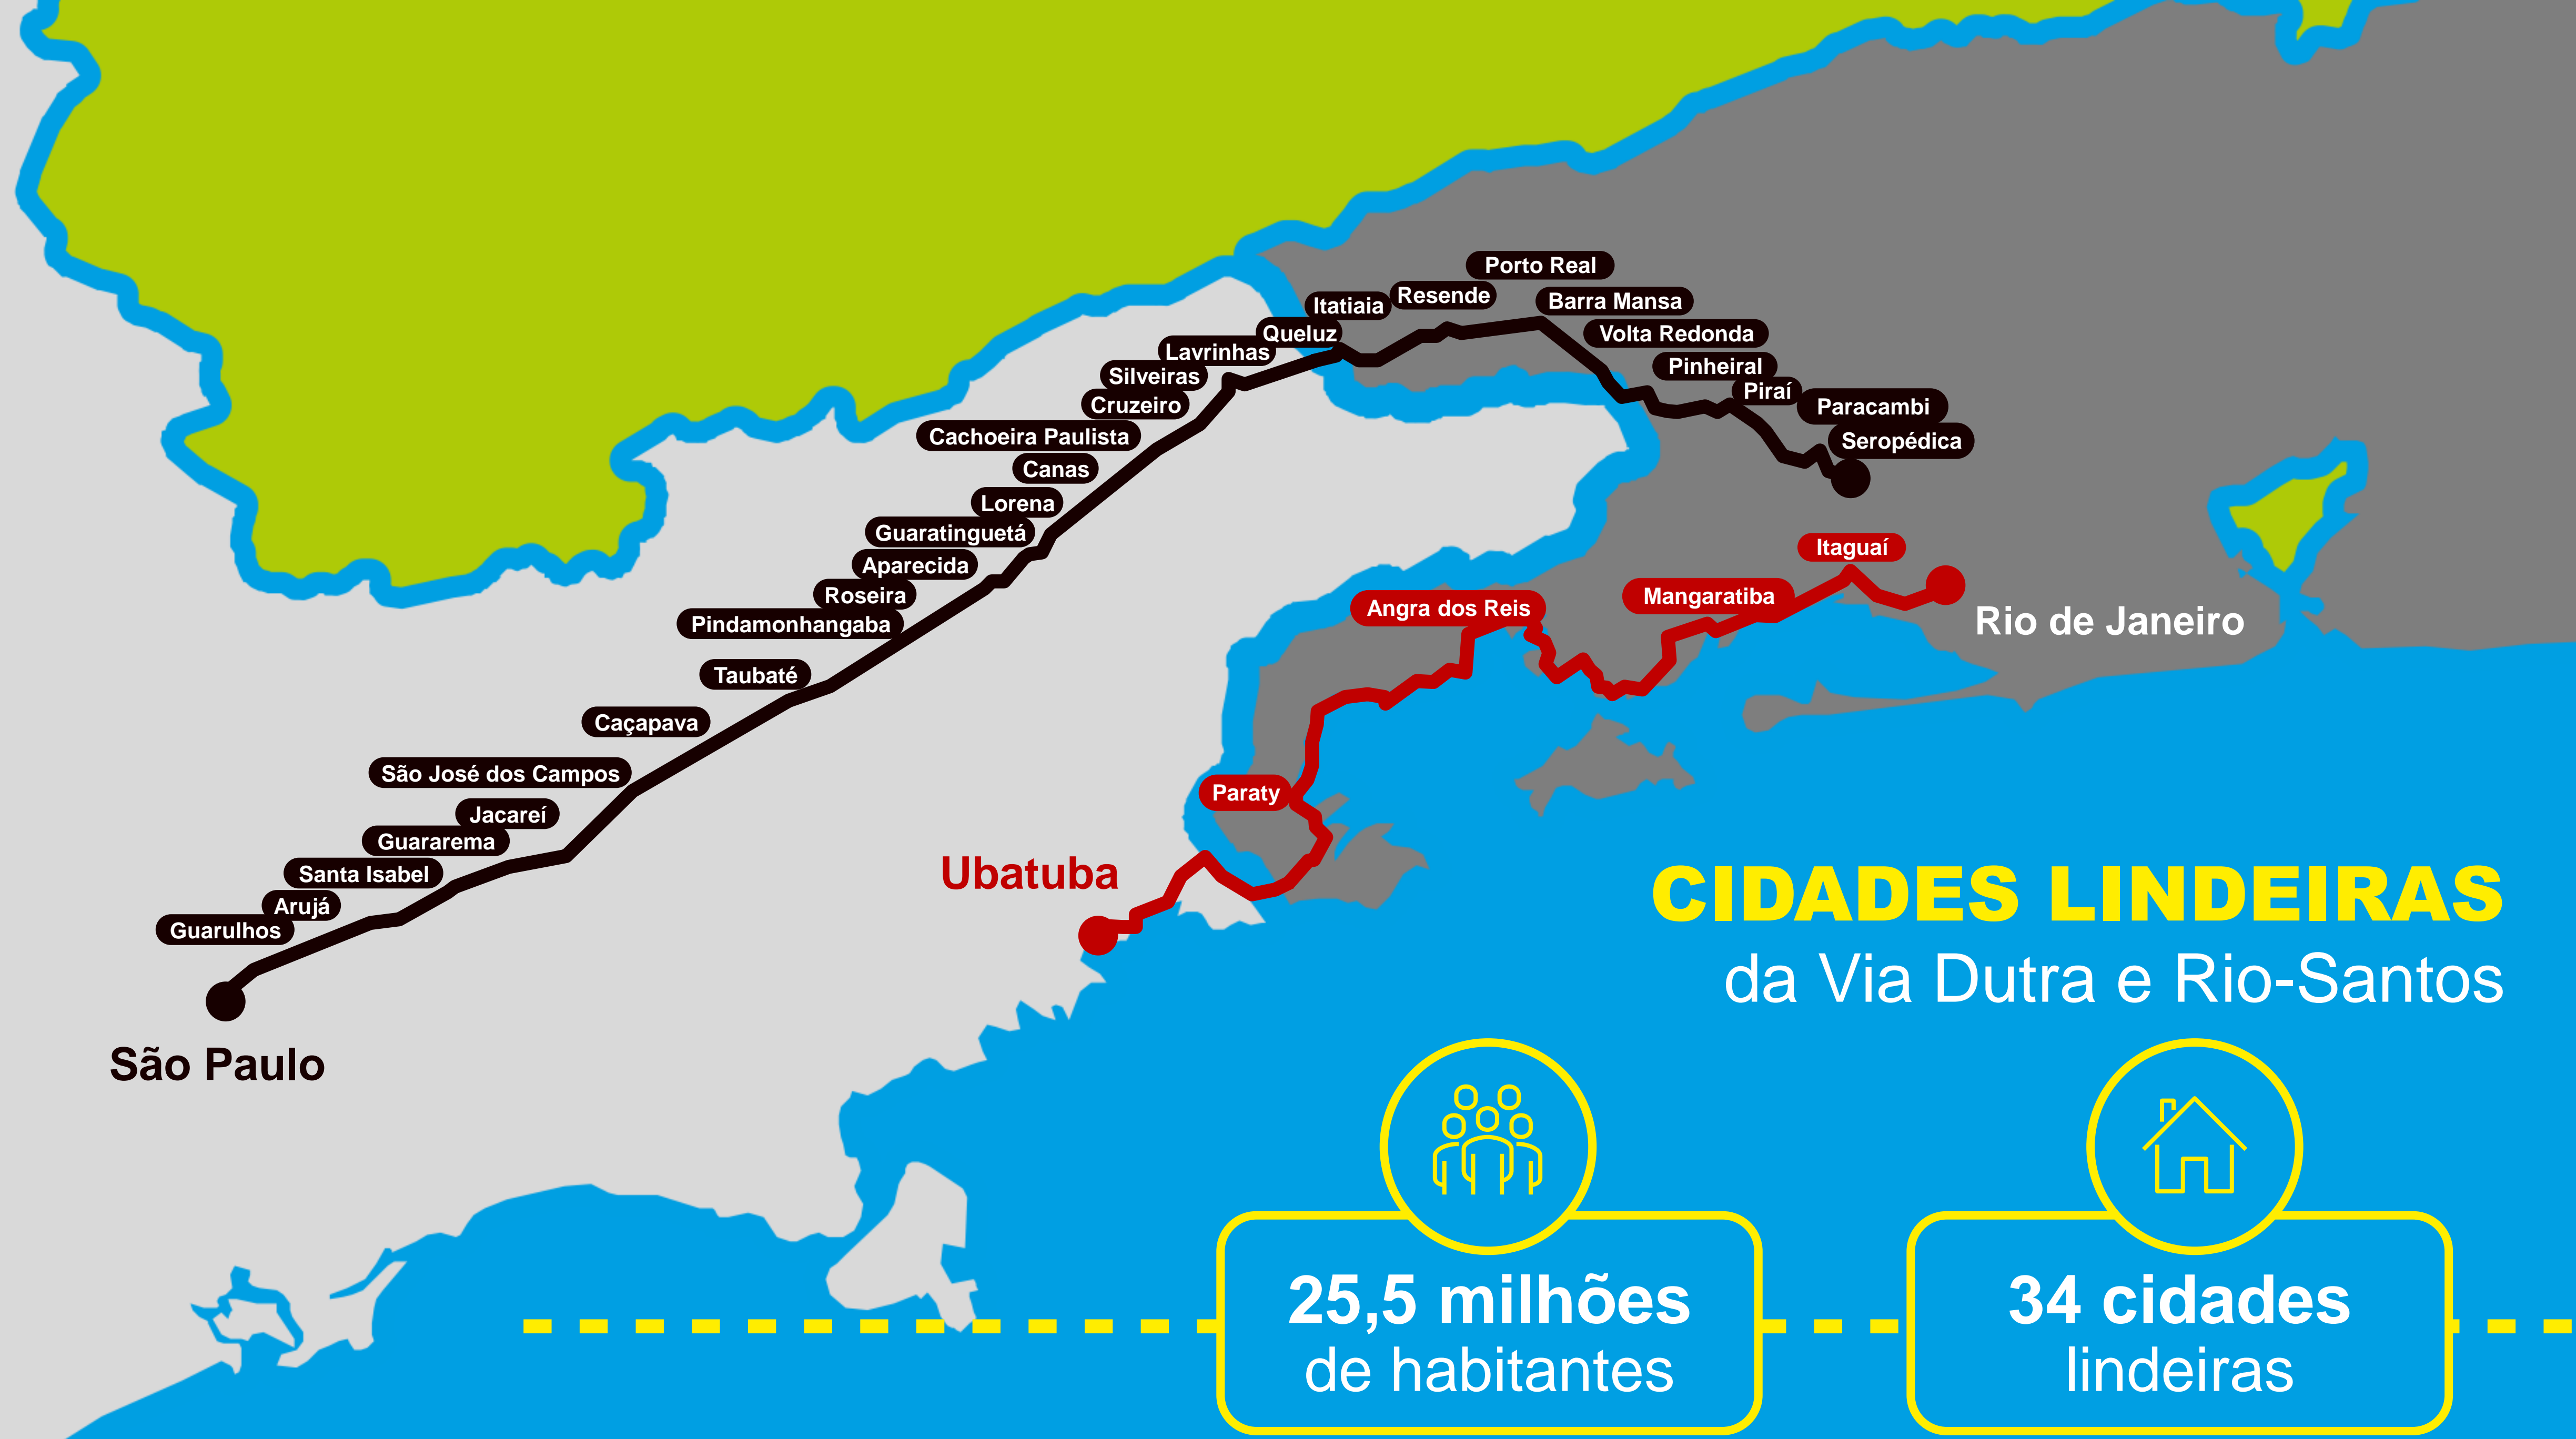 Porto Real
Resende
Itatiaia
Barra Mansa
Queluz
Volta Redonda
Lavrinhas
Pinheiral
Silveiras
Piraí
Cruzeiro
Paracambi
Cachoeira Paulista
Seropédica
Canas
Lorena
Guaratinguetá
Itaguaí
Aparecida
Roseira
Mangaratiba
Angra dos Reis
Pindamonhangaba
Rio de Janeiro
Taubaté
Caçapava
São José dos Campos
Paraty
Jacareí
Guararema
Santa Isabel
Ubatuba
Arujá
Guarulhos
São Paulo
CIDADES LINDEIRAS
da Via Dutra e Rio-Santos
25,5 milhões
de habitantes
34 cidades
lindeiras